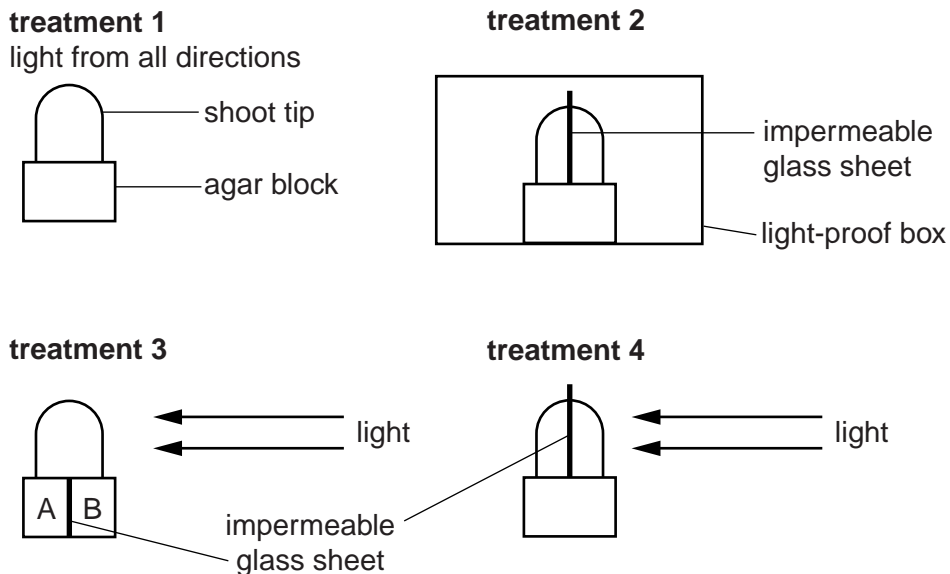 treatment 1
light from all directions
shoot tip
agar block
treatment 2
impermeable
glass sheet
light-proof box
treatment 3
light
A B
impermeable
glass sheet
treatment 4
light